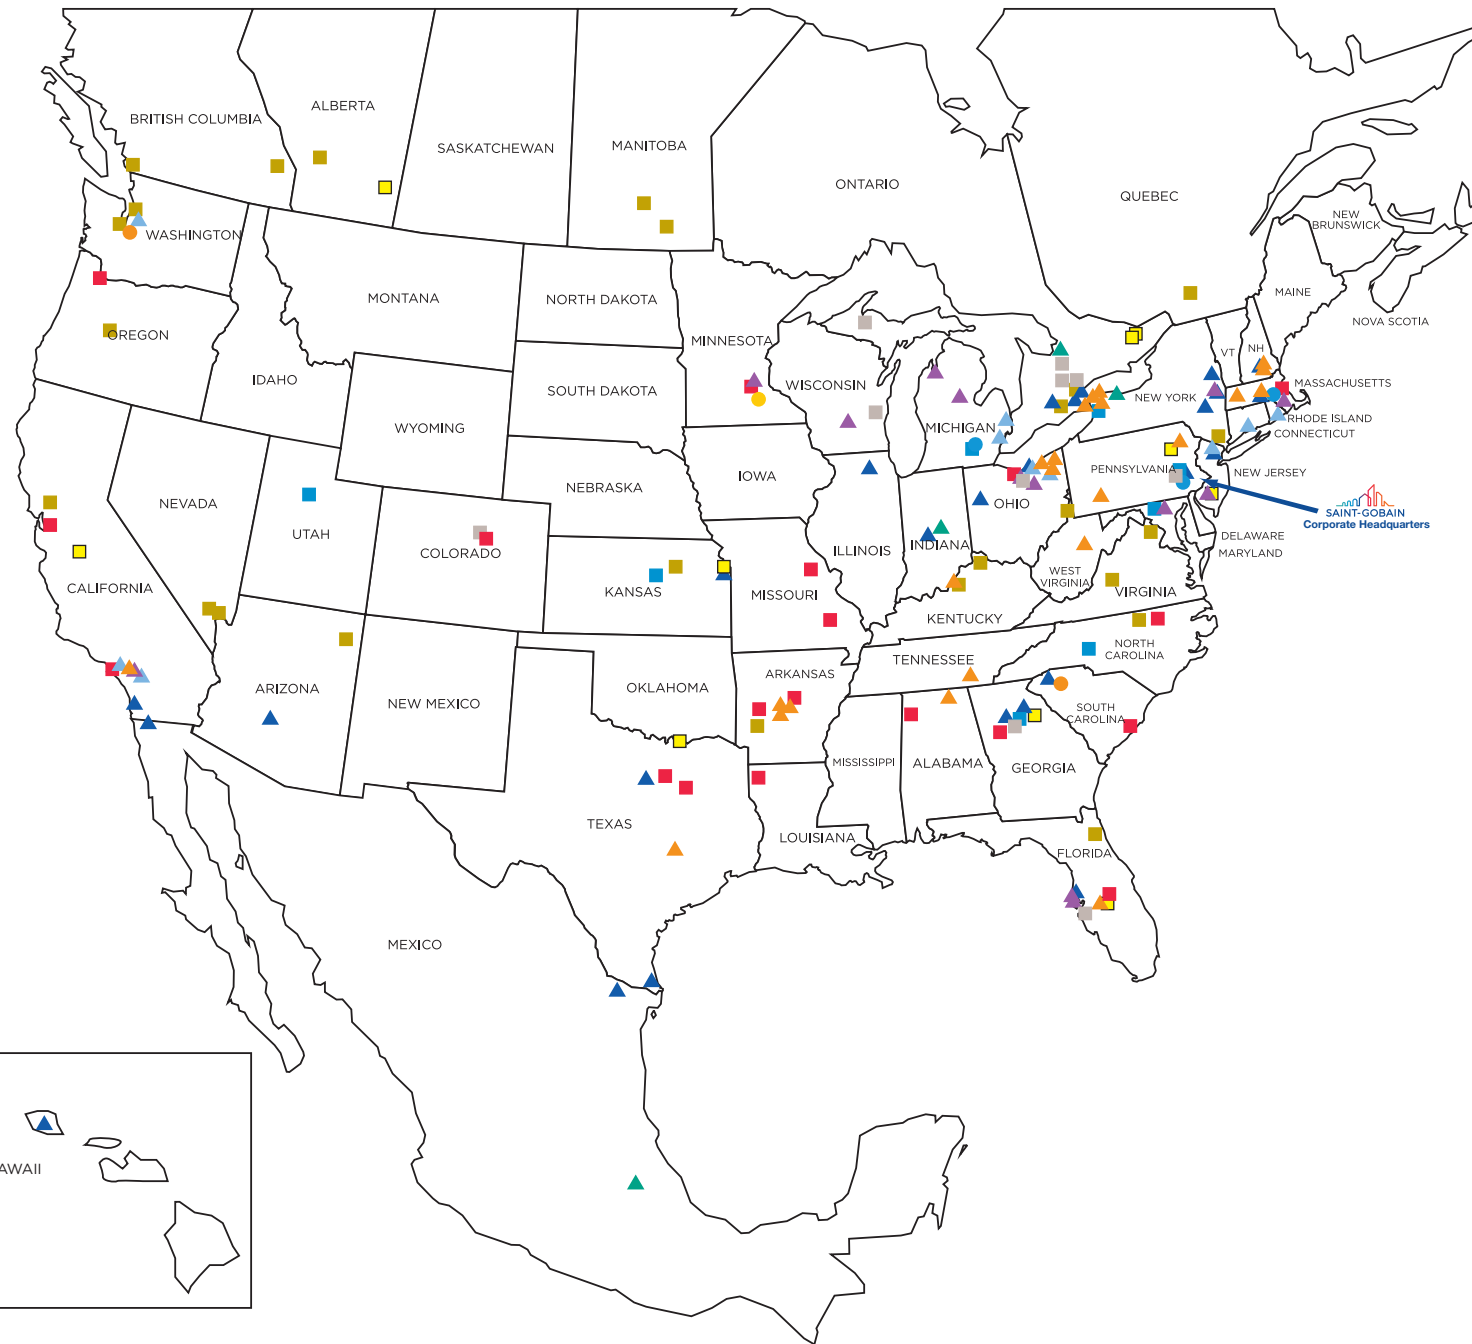 ALBERTA
BRITISH COLUMBIA
SASKATCHEWAN
MANITOBA
ONTARIO
QUEBEC
NEW
BRUNSWICK
WASHINGTON
MONTANA
NORTH DAKOTA
MAINE
NOVA SCOTIA
OREGON
MINNESOTA
VT
NH
IDAHO
SOUTH DAKOTA
WISCONSIN
MASSACHUSETTS
NEW YORK
WYOMING
MICHIGAN
RHODE ISLAND
CONNECTICUT
IOWA
PENNSYLVANIA
NEW JERSEY
NEBRASKA
NEVADA
OHIO
SAINT-GOBAIN
Corporate Headquarters
UTAH
COLORADO
ILLINOIS
INDIANA
DELAWARE
MARYLAND
CALIFORNIA
KANSAS
MISSOURI
WEST
VIRGINIA
VIRGINIA
KENTUCKY
NORTH
CAROLINA
TENNESSEE
ARKANSAS
ARIZONA
OKLAHOMA
NEW MEXICO
SOUTH
CAROLINA
MISSISSIPPI
ALABAMA
GEORGIA
TEXAS
LOUISIANA
FLORIDA
MEXICO
AWAII